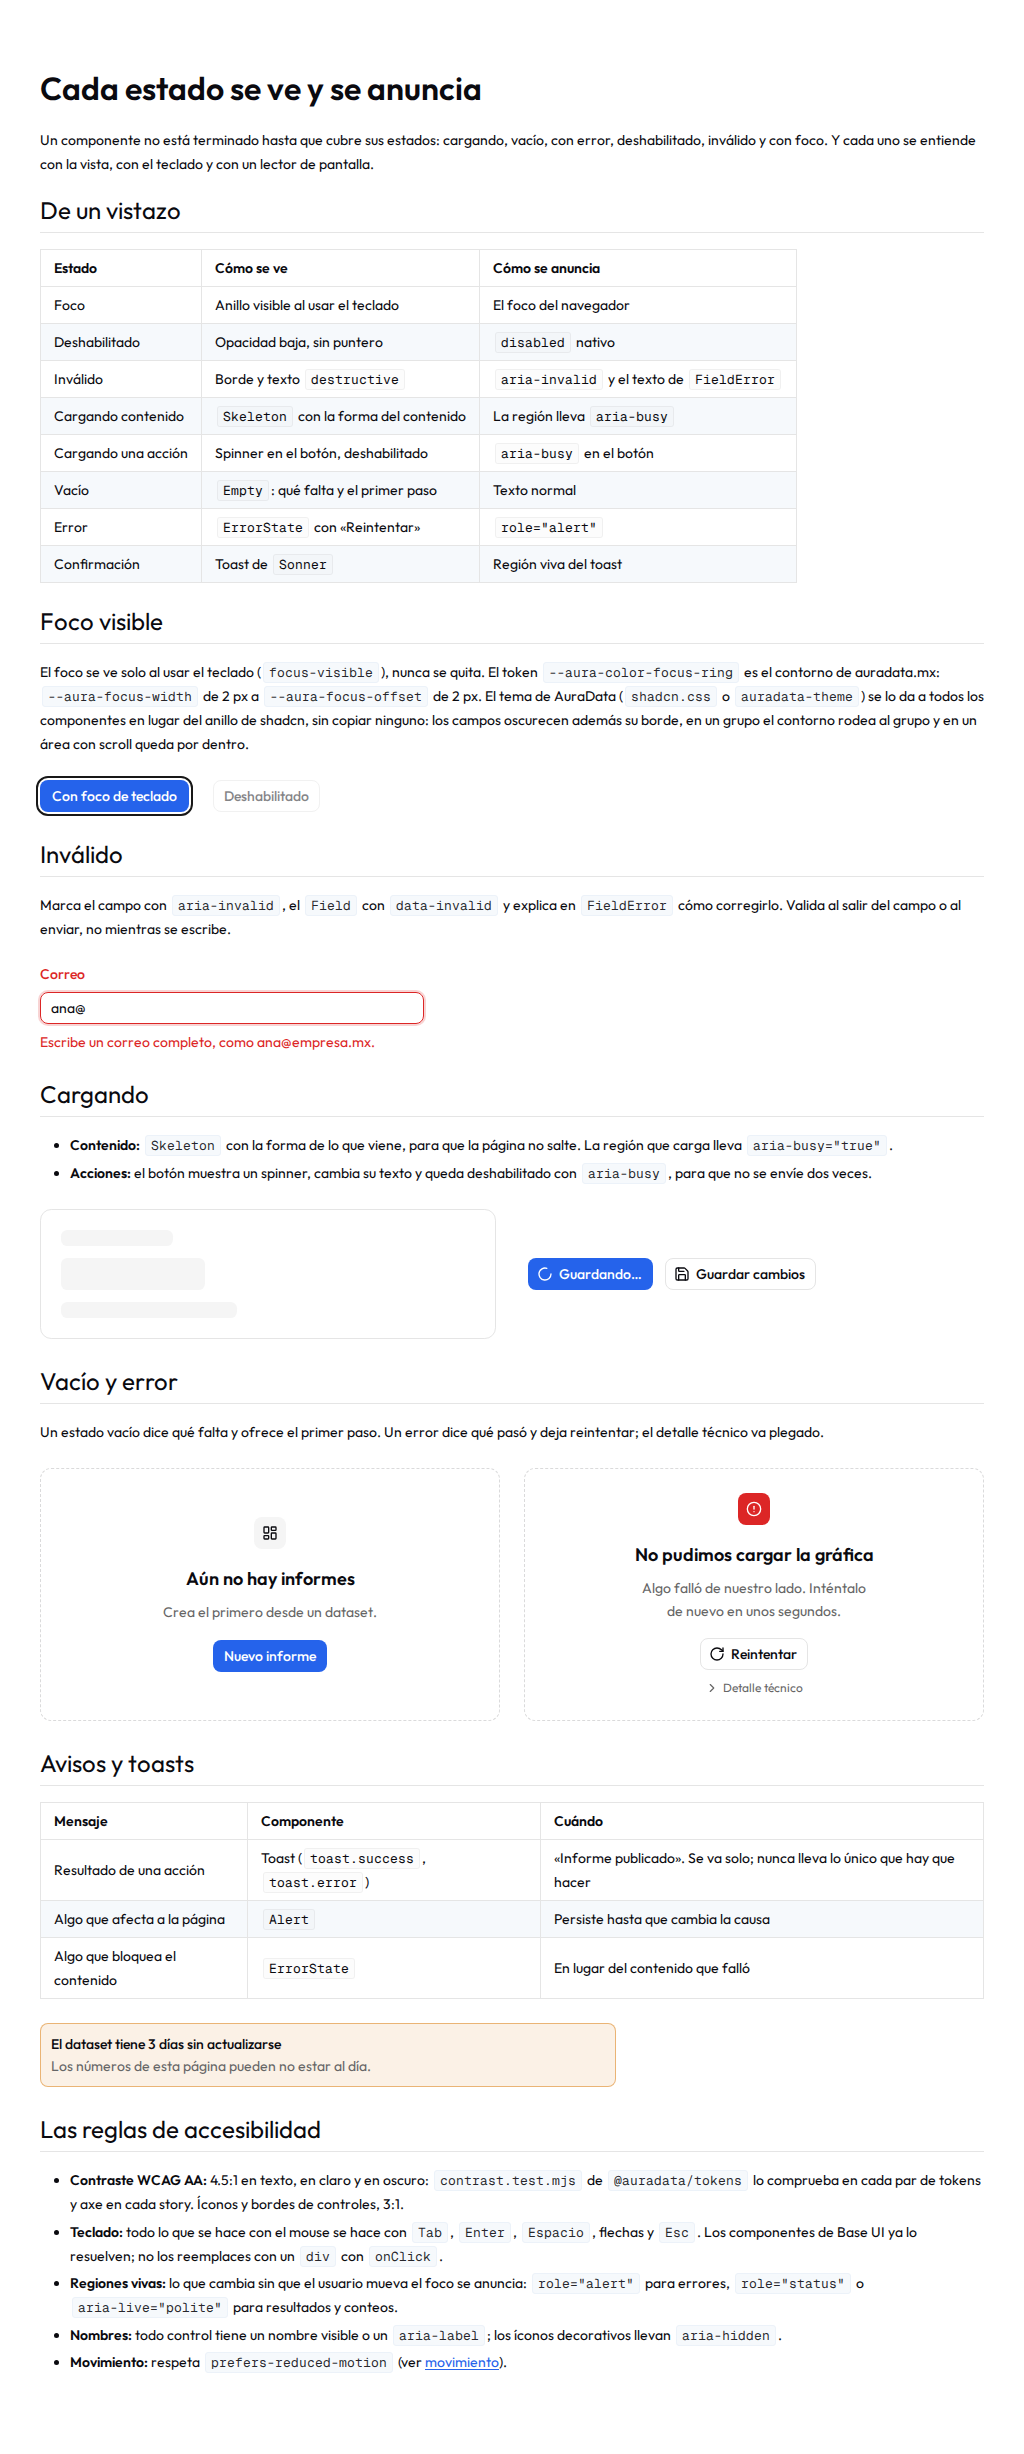 Cada estado se ve y se anuncia
Un componente no está terminado hasta que cubre sus estados: cargando, vacío, con error, deshabilitado, inválido y con foco. Y cada uno se entiende
con la vista, con el teclado y con un lector de pantalla.
De un vistazo
Estado Cómo se ve Cómo se anuncia
Foco Anillo visible al usar el teclado El foco del navegador
Deshabilitado Opacidad baja, sin puntero disabled nativo
Inválido Borde y texto destructive aria-invalid y el texto de FieldError
Cargando contenido Skeleton con la forma del contenido La región lleva aria-busy
Cargando una acción Spinner en el botón, deshabilitado aria-busy en el botón
Vacío Empty : qué falta y el primer paso Texto normal
Error ErrorState con «Reintentar» role="alert"
Confirmación Toast de Sonner Región viva del toast
Foco visible
El foco se ve solo al usar el teclado ( focus-visible ), nunca se quita. El token --aura-color-focus-ring es el contorno de auradata.mx:
--aura-focus-width de 2 px a --aura-focus-offset de 2 px. El tema de AuraData ( shadcn.css o auradata-theme ) se lo da a todos los
componentes en lugar del anillo de shadcn, sin copiar ninguno: los campos oscurecen además su borde, en un grupo el contorno rodea al grupo y en un
área con scroll queda por dentro.
Con foco de teclado Deshabilitado
Inválido
Marca el campo con aria-invalid , el Field con data-invalid y explica en FieldError cómo corregirlo. Valida al salir del campo o al
enviar, no mientras se escribe.
Correo
ana@
Escribe un correo completo, como ana@empresa.mx.
Cargando
• Contenido: Skeleton con la forma de lo que viene, para que la página no salte. La región que carga lleva aria-busy="true" .
• Acciones: el botón muestra un spinner, cambia su texto y queda deshabilitado con aria-busy , para que no se envíe dos veces.
Guardando… Guardar cambios
Vacío y error
Un estado vacío dice qué falta y ofrece el primer paso. Un error dice qué pasó y deja reintentar; el detalle técnico va plegado.
Aún no hay informes
Crea el primero desde un dataset.
Nuevo informe
No pudimos cargar la gráfica
Algo falló de nuestro lado. Inténtalo
de nuevo en unos segundos.
Reintentar
Detalle técnico
Avisos y toasts
Mensaje Componente Cuándo
Resultado de una acción Toast ( toast.success , toast.error ) «Informe publicado». Se va solo; nunca lleva lo único que hay que
hacer
Algo que afecta a la página Alert Persiste hasta que cambia la causa
Algo que bloquea el
contenido ErrorState En lugar del contenido que falló
El dataset tiene 3 días sin actualizarse
Los números de esta página pueden no estar al día.
Las reglas de accesibilidad
• Contraste WCAG AA: 4.5:1 en texto, en claro y en oscuro: contrast.test.mjs de @auradata/tokens lo comprueba en cada par de tokens
y axe en cada story. Íconos y bordes de controles, 3:1.
• Teclado: todo lo que se hace con el mouse se hace con Tab , Enter , Espacio , flechas y Esc . Los componentes de Base UI ya lo
resuelven; no los reemplaces con un div con onClick .
• Regiones vivas: lo que cambia sin que el usuario mueva el foco se anuncia: role="alert" para errores, role="status" o
aria-live="polite" para resultados y conteos.
• Nombres: todo control tiene un nombre visible o un aria-label ; los íconos decorativos llevan aria-hidden .
• Movimiento: respeta prefers-reduced-motion (ver movimiento).